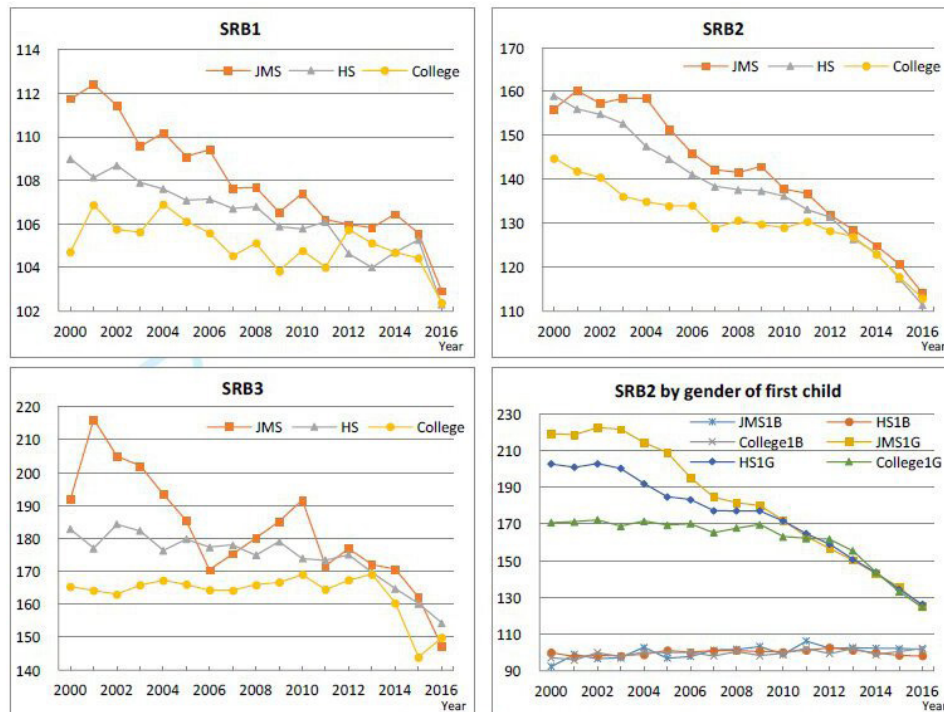 SRB1
JMS HS College
114
112
110
108
106
104
102
2000 2002 2004 2006 2008 2010 2012 2014 2016
Year
SRB2
JMS HS College
170
160
150
140
130
120
110
2000 2002 2004 2006 2008 2010 2012 2014 2016
Year
SRB3
JMS HS College
220
210
200
190
180
170
160
150
140
2000 2002 2004 2006 2008 2010 2012 2014 2016
Year
SRB2 by gender of first child
JMS1B HS1B
College1B JMS1G
HS1G College1G
230
210
190
170
150
130
110
90
2000 2002 2004 2006 2008 2010 2012 2014 2016
Year